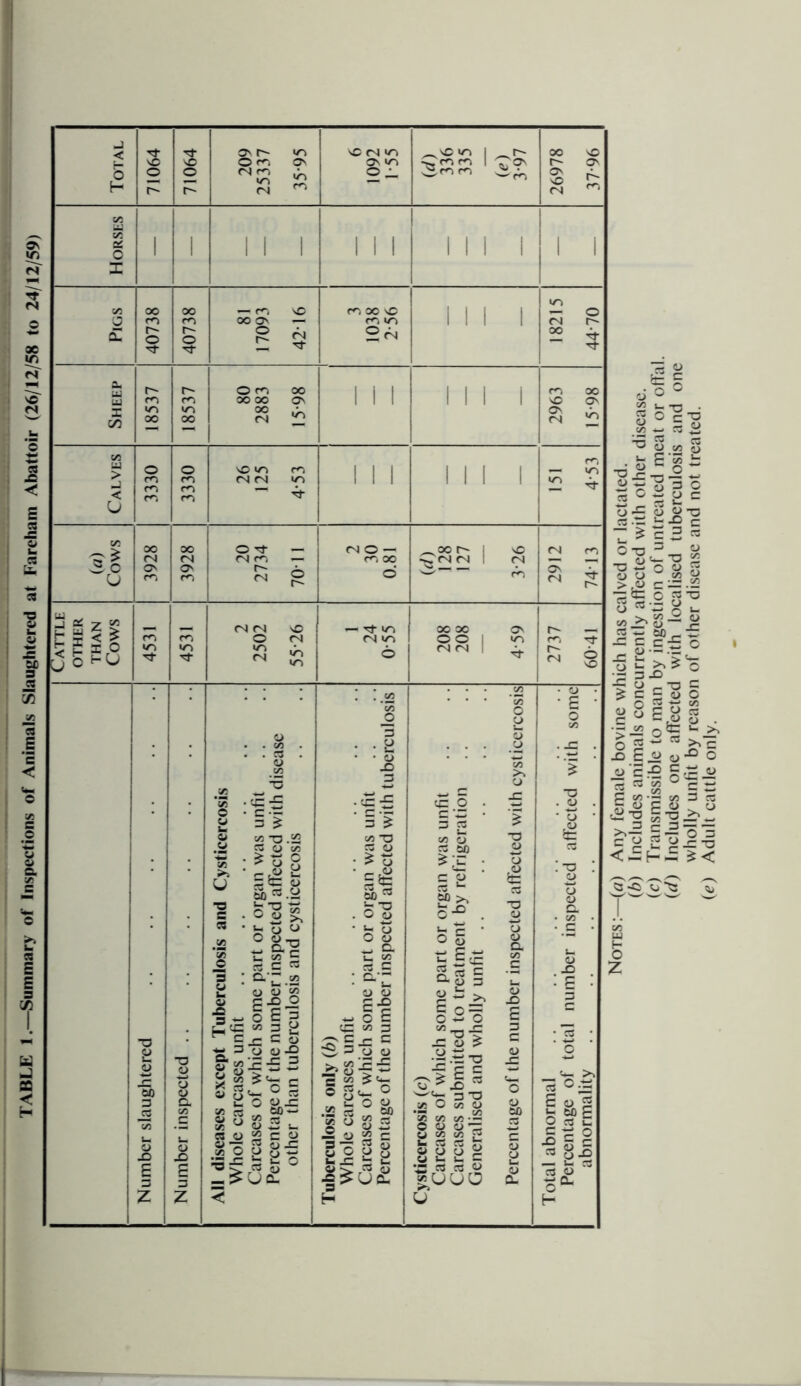 TABLE 1.—Summary of Inspections of Animals Slaughtered at Fareham Abattoir (26/12/58 to 24/12/59)
CATTLE OTHER THAN COWS (a) COWS CALVES SHEEP PIGS HORSES TOTAL
Number slaughtered .. .. 4531 3928 3330 18537 40738 — 71064
Number inspected .. .. 4531 3928 3330 18537 40738 — 71064
All diseases except Tuberculosis and Cysticercosis
Whole carcases unfit .. .. 2 20 26 80 81 — 209
Carcases of which some part or organ was unfit .. 2502 2734 125 2883 17093 — 25337
Percentage of the number inspected affected with disease
other than tuberculosis and cysticercosis .. 55·26 70·11 4·53 15·98 42·16 — 35·95
Tuberculosis only (b)
Whole carcases unfit .. .. 1 2 — — 3 — 6
Carcases of which some part or organ was unfit .. 24 30 — — 1038 — 1092
Percentage of the number inspected affected with tuberculosis 0·55 0.81 — — 2·56 — 1·55
Cysticercosis (c)
Carcases of which some part or organ was unfit .. 208 (d) 128 — — — — (d) 336
Carcases submitted to treatment by refrigeration .. 208 127 — — — — 335
Generalised and wholly unfit .. .. — — — — — — —
Percentage of the number inspected affected with cysticercosis 4·59 3·26 — — — — (e) 3·97
Total abnormal .. .. 2737 2912 151 2963 18215 — 26978
Percentage of total number inspected affected with some
abnormality .. .. 60·41 74·13 4·53 15·98 44·70 — 37·96
NOTES:—(a) Any female bovine which has calved or lactated.
(b) Includes animals concurrently affected with other disease.
(c) Transmissible to man by ingestion of untreated meat or offal.
(d) Includes one affected with localised tuberculosis and one
wholly unfit by reason of other disease and not treated.
(e) Adult cattle only.